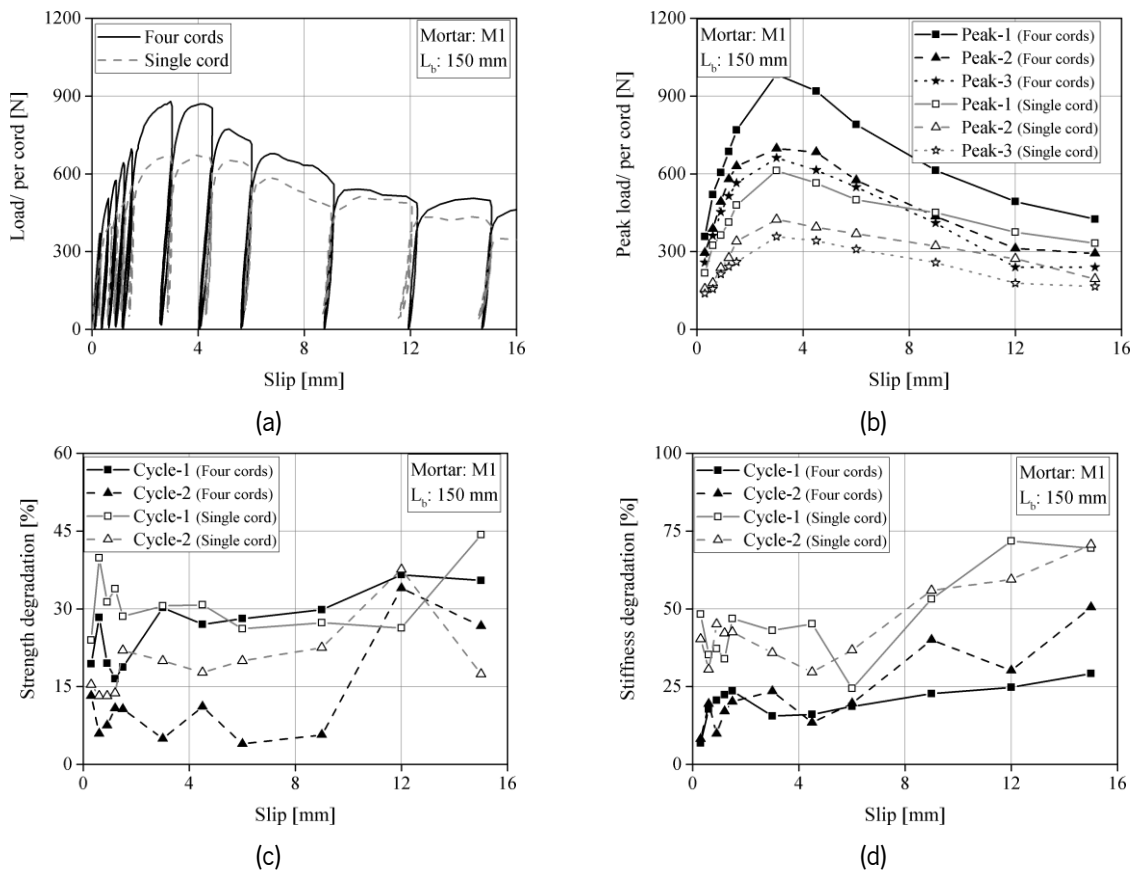 1200
900
600
300
0
Load/ per cord [N]
Four cords
Single cord
Mortar: M1
L_b: 150 mm
0 4 8 12 16
Slip [mm]
(a)
1200
900
600
300
0
Peak load/ per cord [N]
Mortar: M1
L_b: 150 mm
Peak-1 (Four cords)
Peak-2 (Four cords)
Peak-3 (Four cords)
Peak-1 (Single cord)
Peak-2 (Single cord)
Peak-3 (Single cord)
0 4 8 12 16
Slip [mm]
(b)
60
45
30
15
0
Strength degradation [%]
Cycle-1 (Four cords)
Cycle-2 (Four cords)
Cycle-1 (Single cord)
Cycle-2 (Single cord)
Mortar: M1
L_b: 150 mm
0 4 8 12 16
Slip [mm]
(c)
100
75
50
25
0
Stiffness degradation [%]
Cycle-1 (Four cords)
Cycle-2 (Four cords)
Cycle-1 (Single cord)
Cycle-2 (Single cord)
Mortar: M1
L_b: 150 mm
0 4 8 12 16
Slip [mm]
(d)